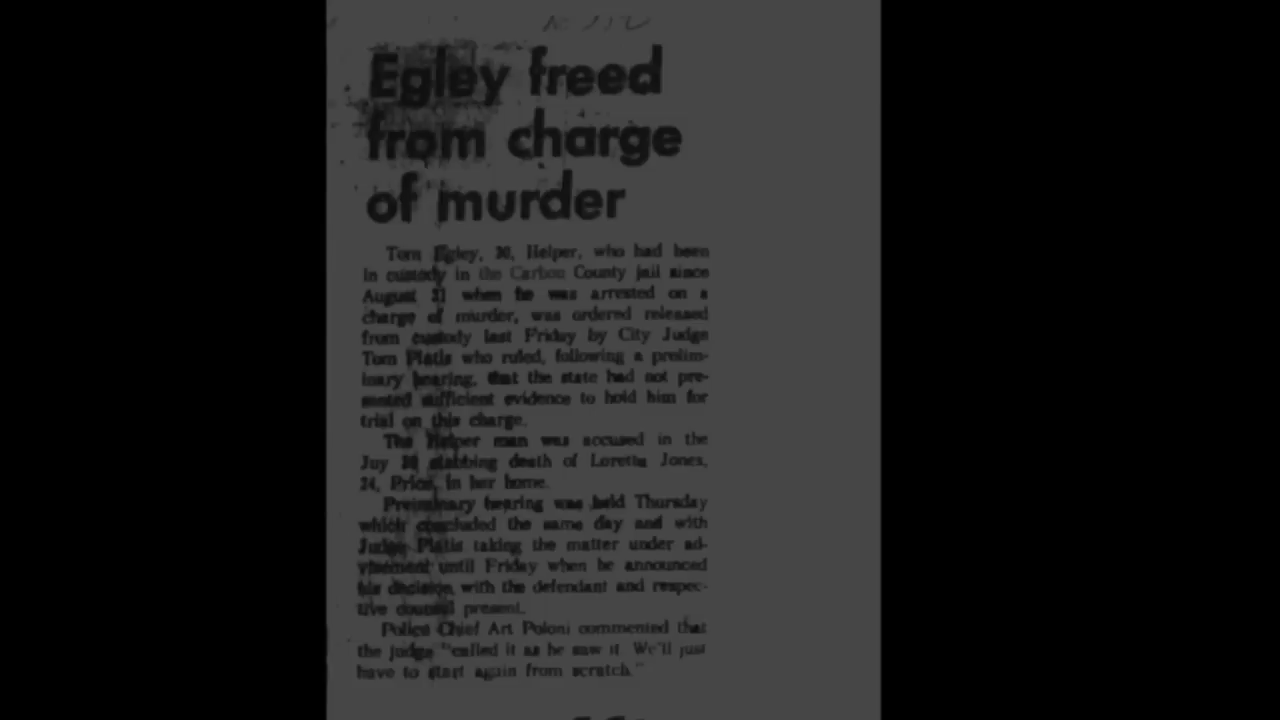 Egley freed
from charge
of murder
Tom Egley, 30, Helper, who had been
in custody in the Carbon County jail since
August 31 when he was arrested on a
charge of murder, was ordered released
from custody last Friday by City Judge
Tom Platis who ruled, following a prelim-
inary hearing, that the state had not pre-
sented sufficient evidence to hold him for
trial on this charge.
The Helper man was accused in the
Juy 30 stabbing death of Loretta Jones,
24, Price, in her home.
Preliminary hearing was held Thursday
which concluded the same day and with
Judge Platis taking the matter under ad-
visement until Friday when he announced
his decision, with the defendant and respec-
tive counsel present.
Police Chief Art Poloni commented that
the judge "called it as he saw it. We'll just
have to start again from scratch."